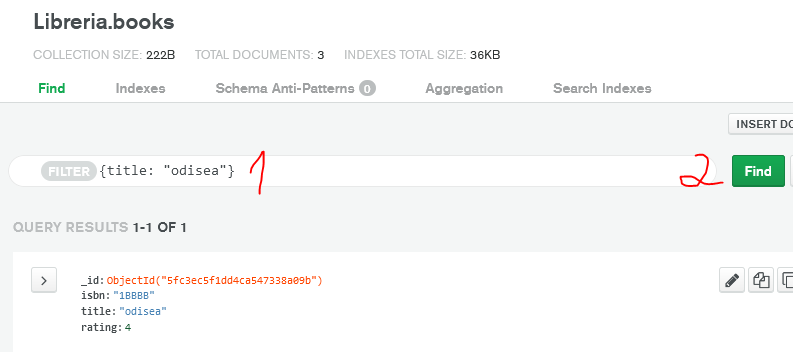 Libreria.books
COLLECTION SIZE: 222B TOTAL DOCUMENTS: 3 INDEXES TOTAL SIZE: 36KB
Find Indexes Schema Anti-Patterns 0 Aggregation Search Indexes
INSERT DO
FILTER {title: "odisea"} 1 2 Find
QUERY RESULTS 1-1 OF 1
_id: ObjectId("5fc3ec5f1dd4ca547338a09b")
isbn: "1BBBB"
title: "odisea"
rating: 4